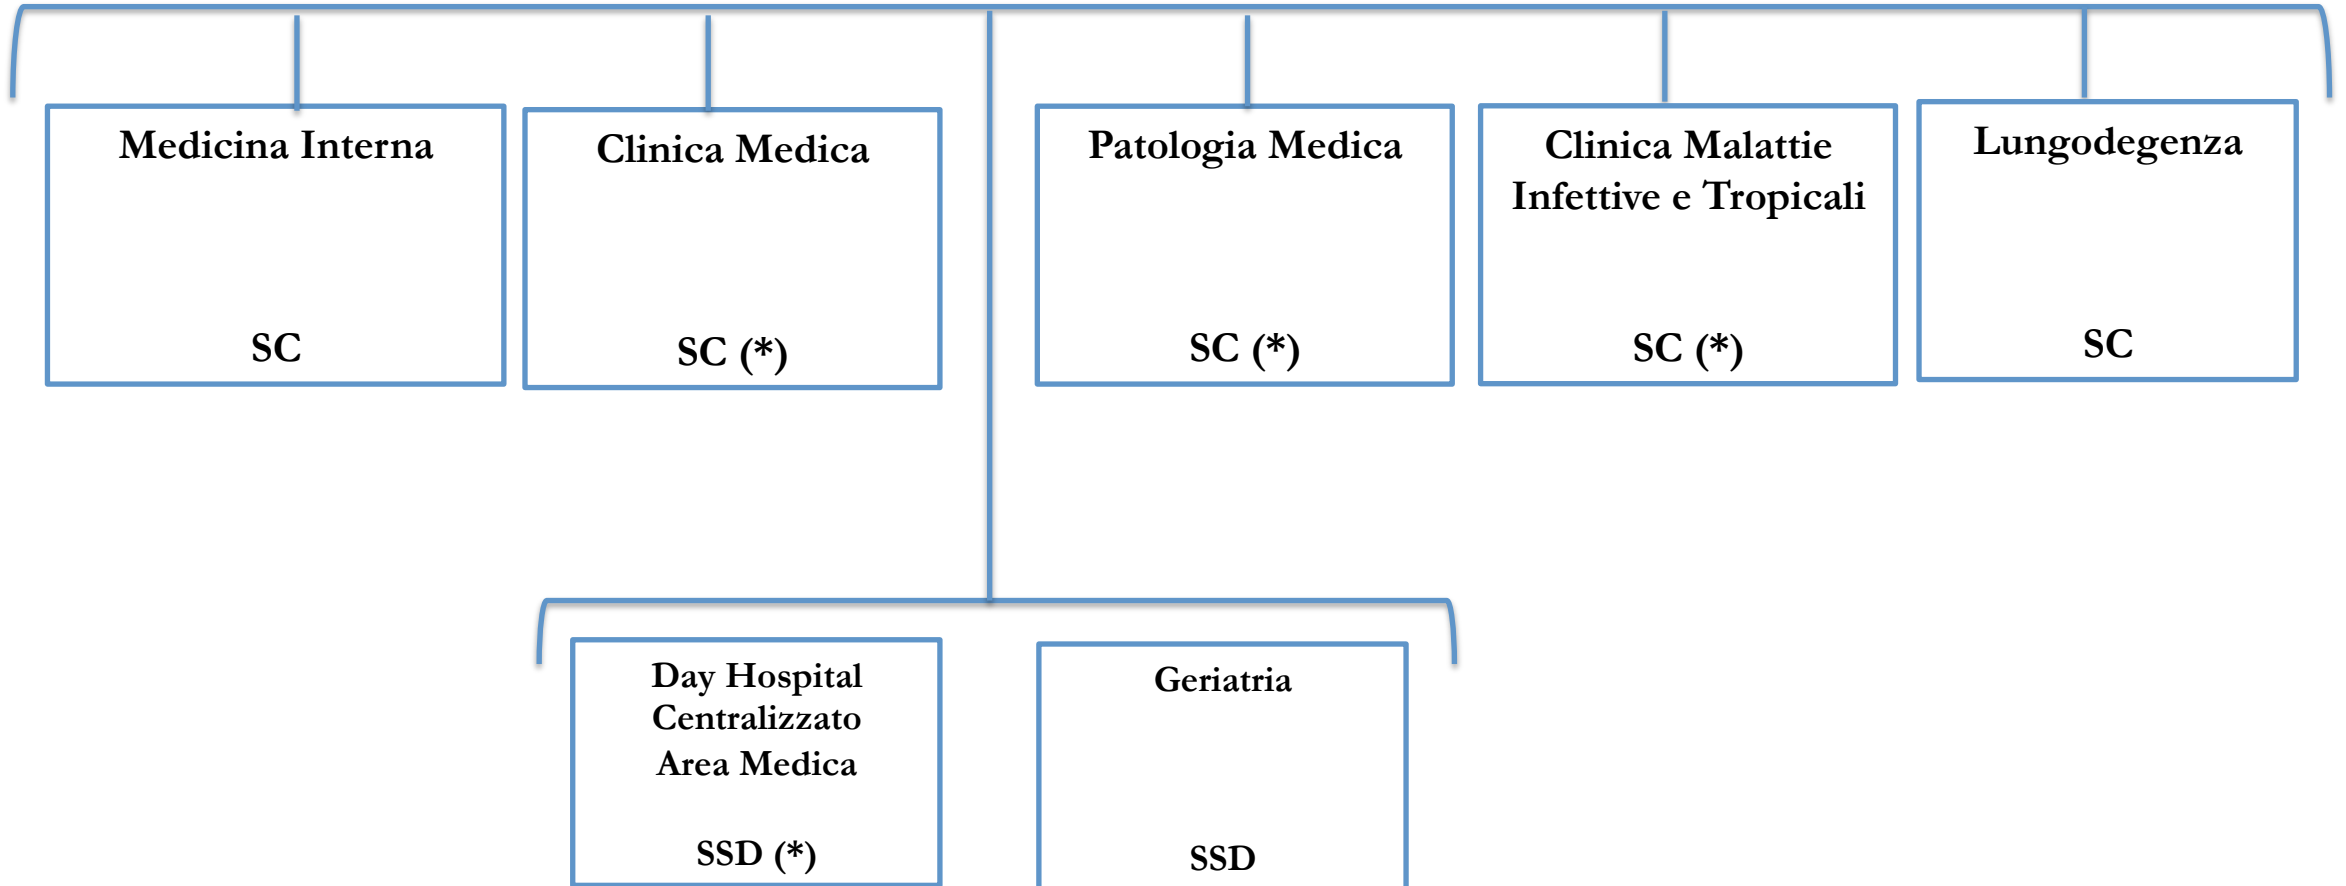 Medicina Interna
SC
Clinica Medica
SC (*)
Patologia Medica
SC (*)
Clinica Malattie
Infettive e Tropicali
SC (*)
Lungodegenza
SC
Day Hospital
Centralizzato
Area Medica
SSD (*)
Geriatria
SSD